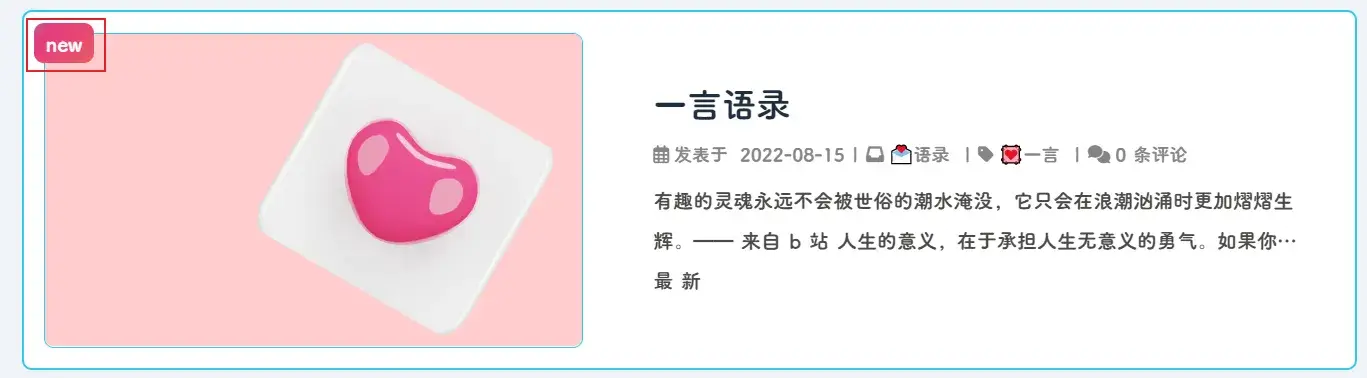 new
一言语录
发表于 2022-08-15 | 语录 | 一言 | 0 条评论
有趣的灵魂永远不会被世俗的潮水淹没，它只会在浪潮汹涌时更加熠熠生
辉。—— 来自 b 站 人生的意义，在于承担人生无意义的勇气。如果你…
最 新